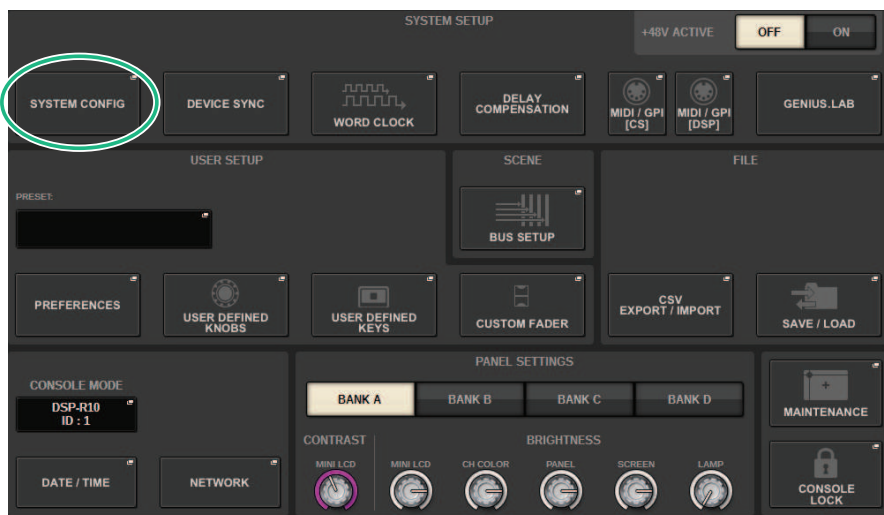 SYSTEM SETUP
+48V ACTIVE
OFF
ON
SYSTEM CONFIG
DEVICE SYNC
WORD CLOCK
DELAY
COMPENSATION
MIDI / GPI
[CS]
MIDI / GPI
[DSP]
GENIUS.LAB
USER SETUP
SCENE
FILE
PRESET:
BUS SETUP
PREFERENCES
USER DEFINED
KNOBS
USER DEFINED
KEYS
CUSTOM FADER
CSV
EXPORT / IMPORT
SAVE / LOAD
CONSOLE MODE
DSP-R10
ID : 1
DATE / TIME
NETWORK
PANEL SETTINGS
BANK A
BANK B
BANK C
BANK D
CONTRAST
BRIGHTNESS
MINI LCD
MINI LCD
CH COLOR
PANEL
SCREEN
LAMP
MAINTENANCE
CONSOLE
LOCK